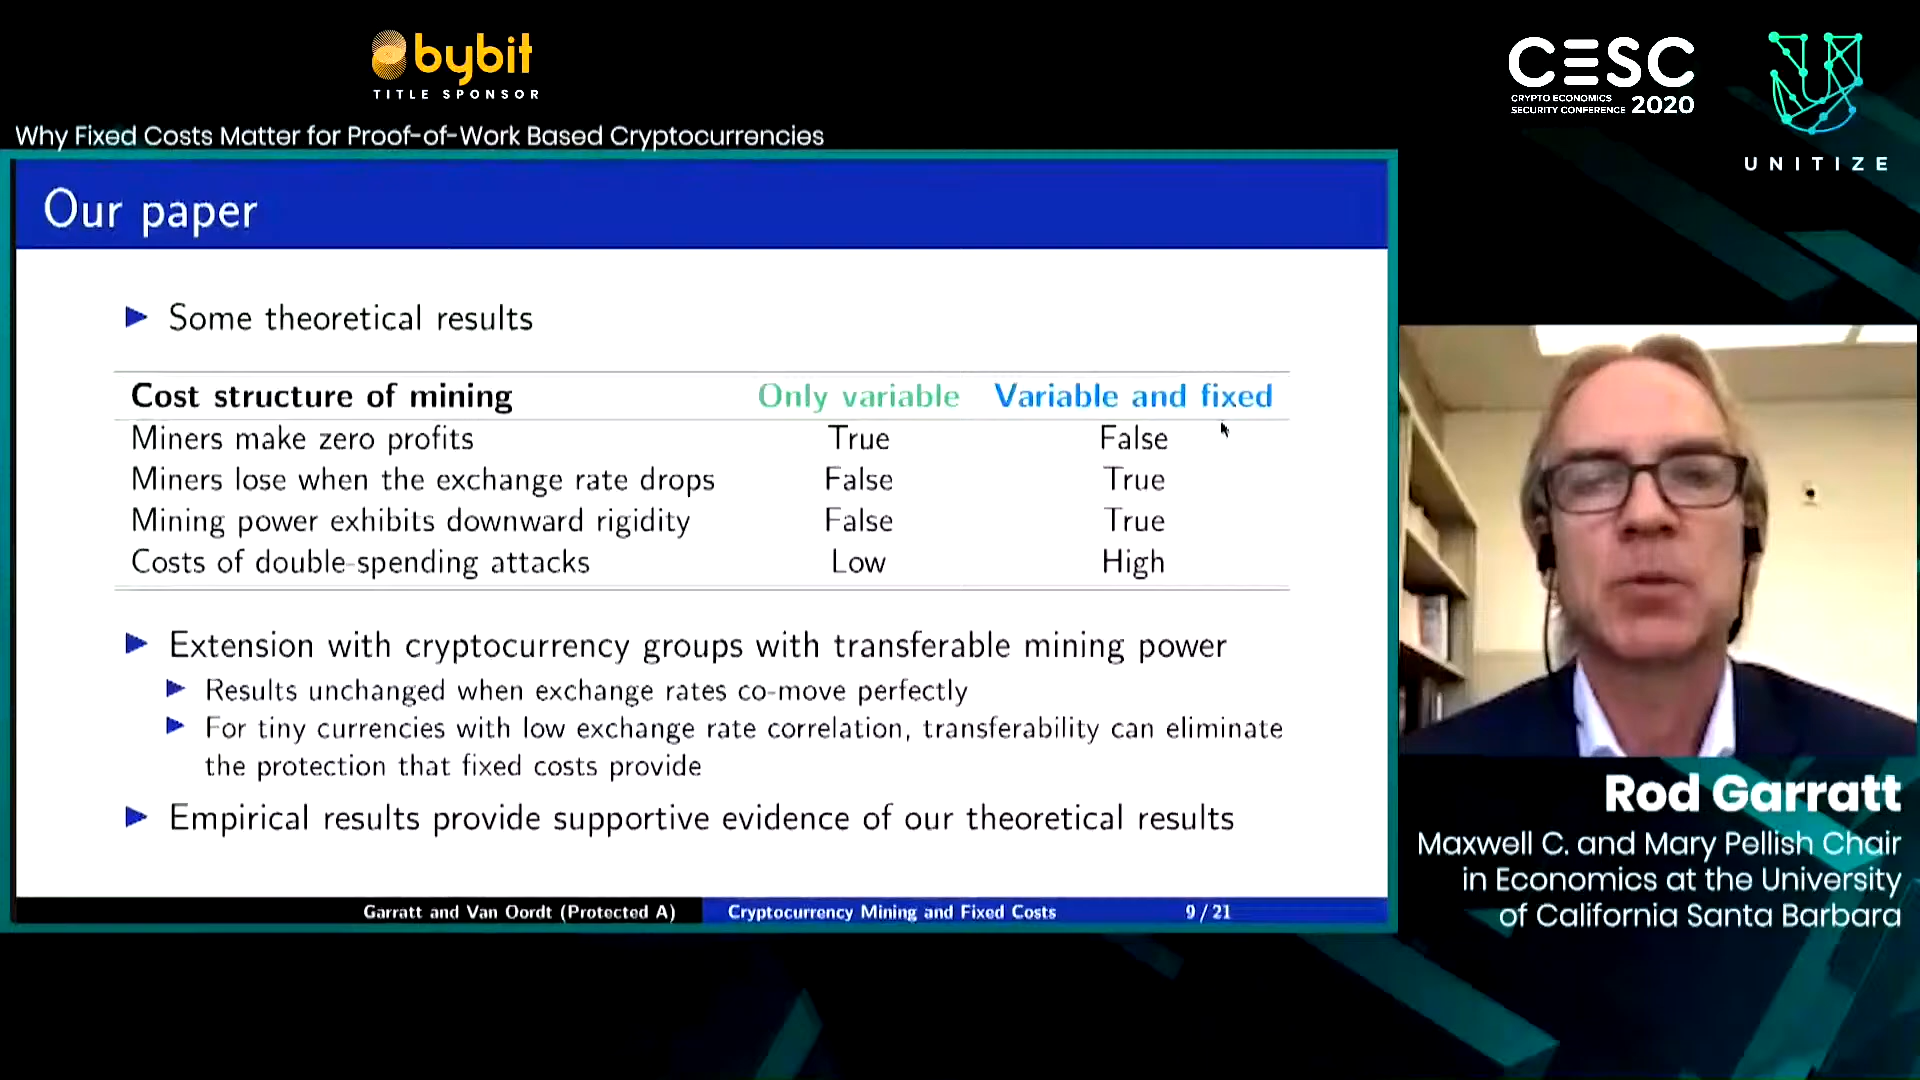 bybit
TITLE SPONSOR
CESC
CRYPTO ECONOMICS
SECURITY CONFERENCE 2020
UNITIZE
Why Fixed Costs Matter for Proof-of-Work Based Cryptocurrencies
Our paper
Some theoretical results
Cost structure of mining Only variable Variable and fixed
Miners make zero profits True False
Miners lose when the exchange rate drops False True
Mining power exhibits downward rigidity False True
Costs of double-spending attacks Low High
Extension with cryptocurrency groups with transferable mining power
Results unchanged when exchange rates co-move perfectly
For tiny currencies with low exchange rate correlation, transferability can eliminate
the protection that fixed costs provide
Empirical results provide supportive evidence of our theoretical results
Garratt and Van Oordt (Protected A) Cryptocurrency Mining and Fixed Costs 9 / 21
Rod Garratt
Maxwell C. and Mary Pellish Chair
in Economics at the University
of California Santa Barbara